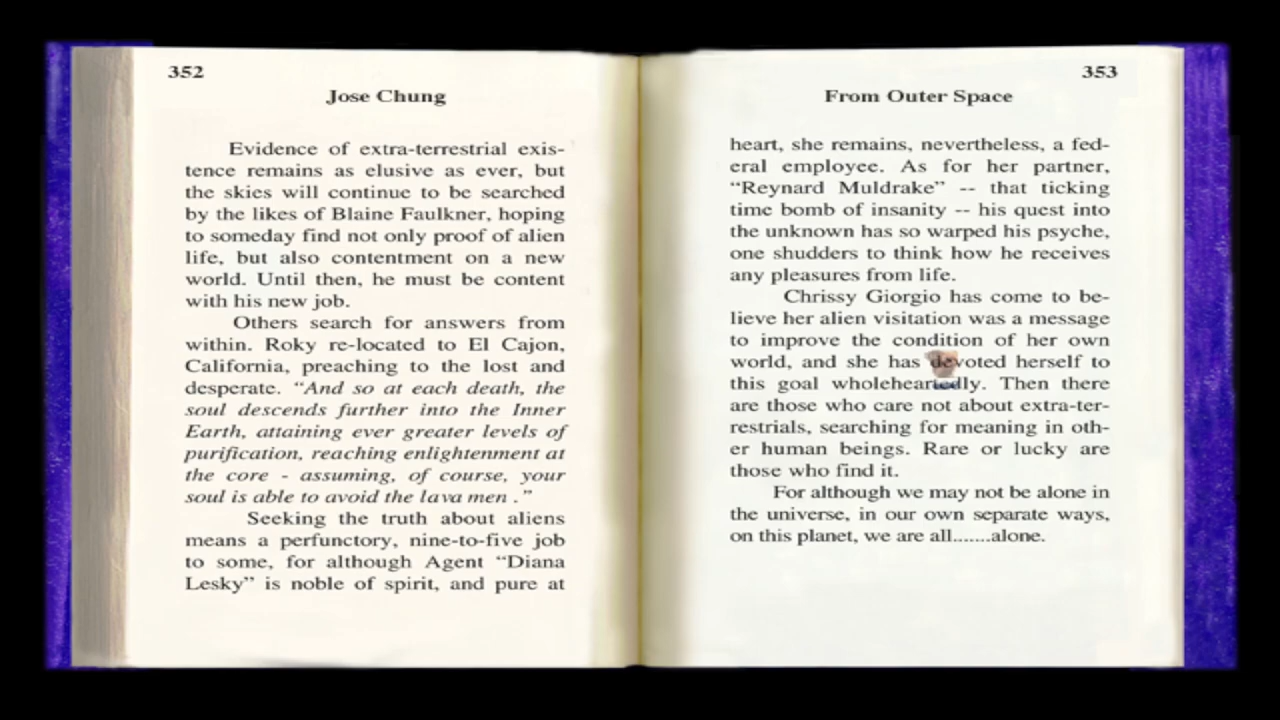 352
Jose Chung
Evidence of extra-terrestrial exis-
tence remains as elusive as ever, but
the skies will continue to be searched
by the likes of Blaine Faulkner, hoping
to someday find not only proof of alien
life, but also contentment on a new
world. Until then, he must be content
with his new job.
Others search for answers from
within. Roky re-located to El Cajon,
California, preaching to the lost and
desperate. “And so at each death, the
soul descends further into the Inner
Earth, attaining ever greater levels of
purification, reaching enlightenment at
the core - assuming, of course, your
soul is able to avoid the lava men .”
Seeking the truth about aliens
means a perfunctory, nine-to-five job
to some, for although Agent “Diana
Lesky” is noble of spirit, and pure at
353
From Outer Space
heart, she remains, nevertheless, a fed-
eral employee. As for her partner,
“Reynard Muldrake” -- that ticking
time bomb of insanity -- his quest into
the unknown has so warped his psyche,
one shudders to think how he receives
any pleasures from life.
Chrissy Giorgio has come to be-
lieve her alien visitation was a message
to improve the condition of her own
world, and she has devoted herself to
this goal wholeheartedly. Then there
are those who care not about extra-ter-
restrials, searching for meaning in oth-
er human beings. Rare or lucky are
those who find it.
For although we may not be alone in
the universe, in our own separate ways,
on this planet, we are all.......alone.